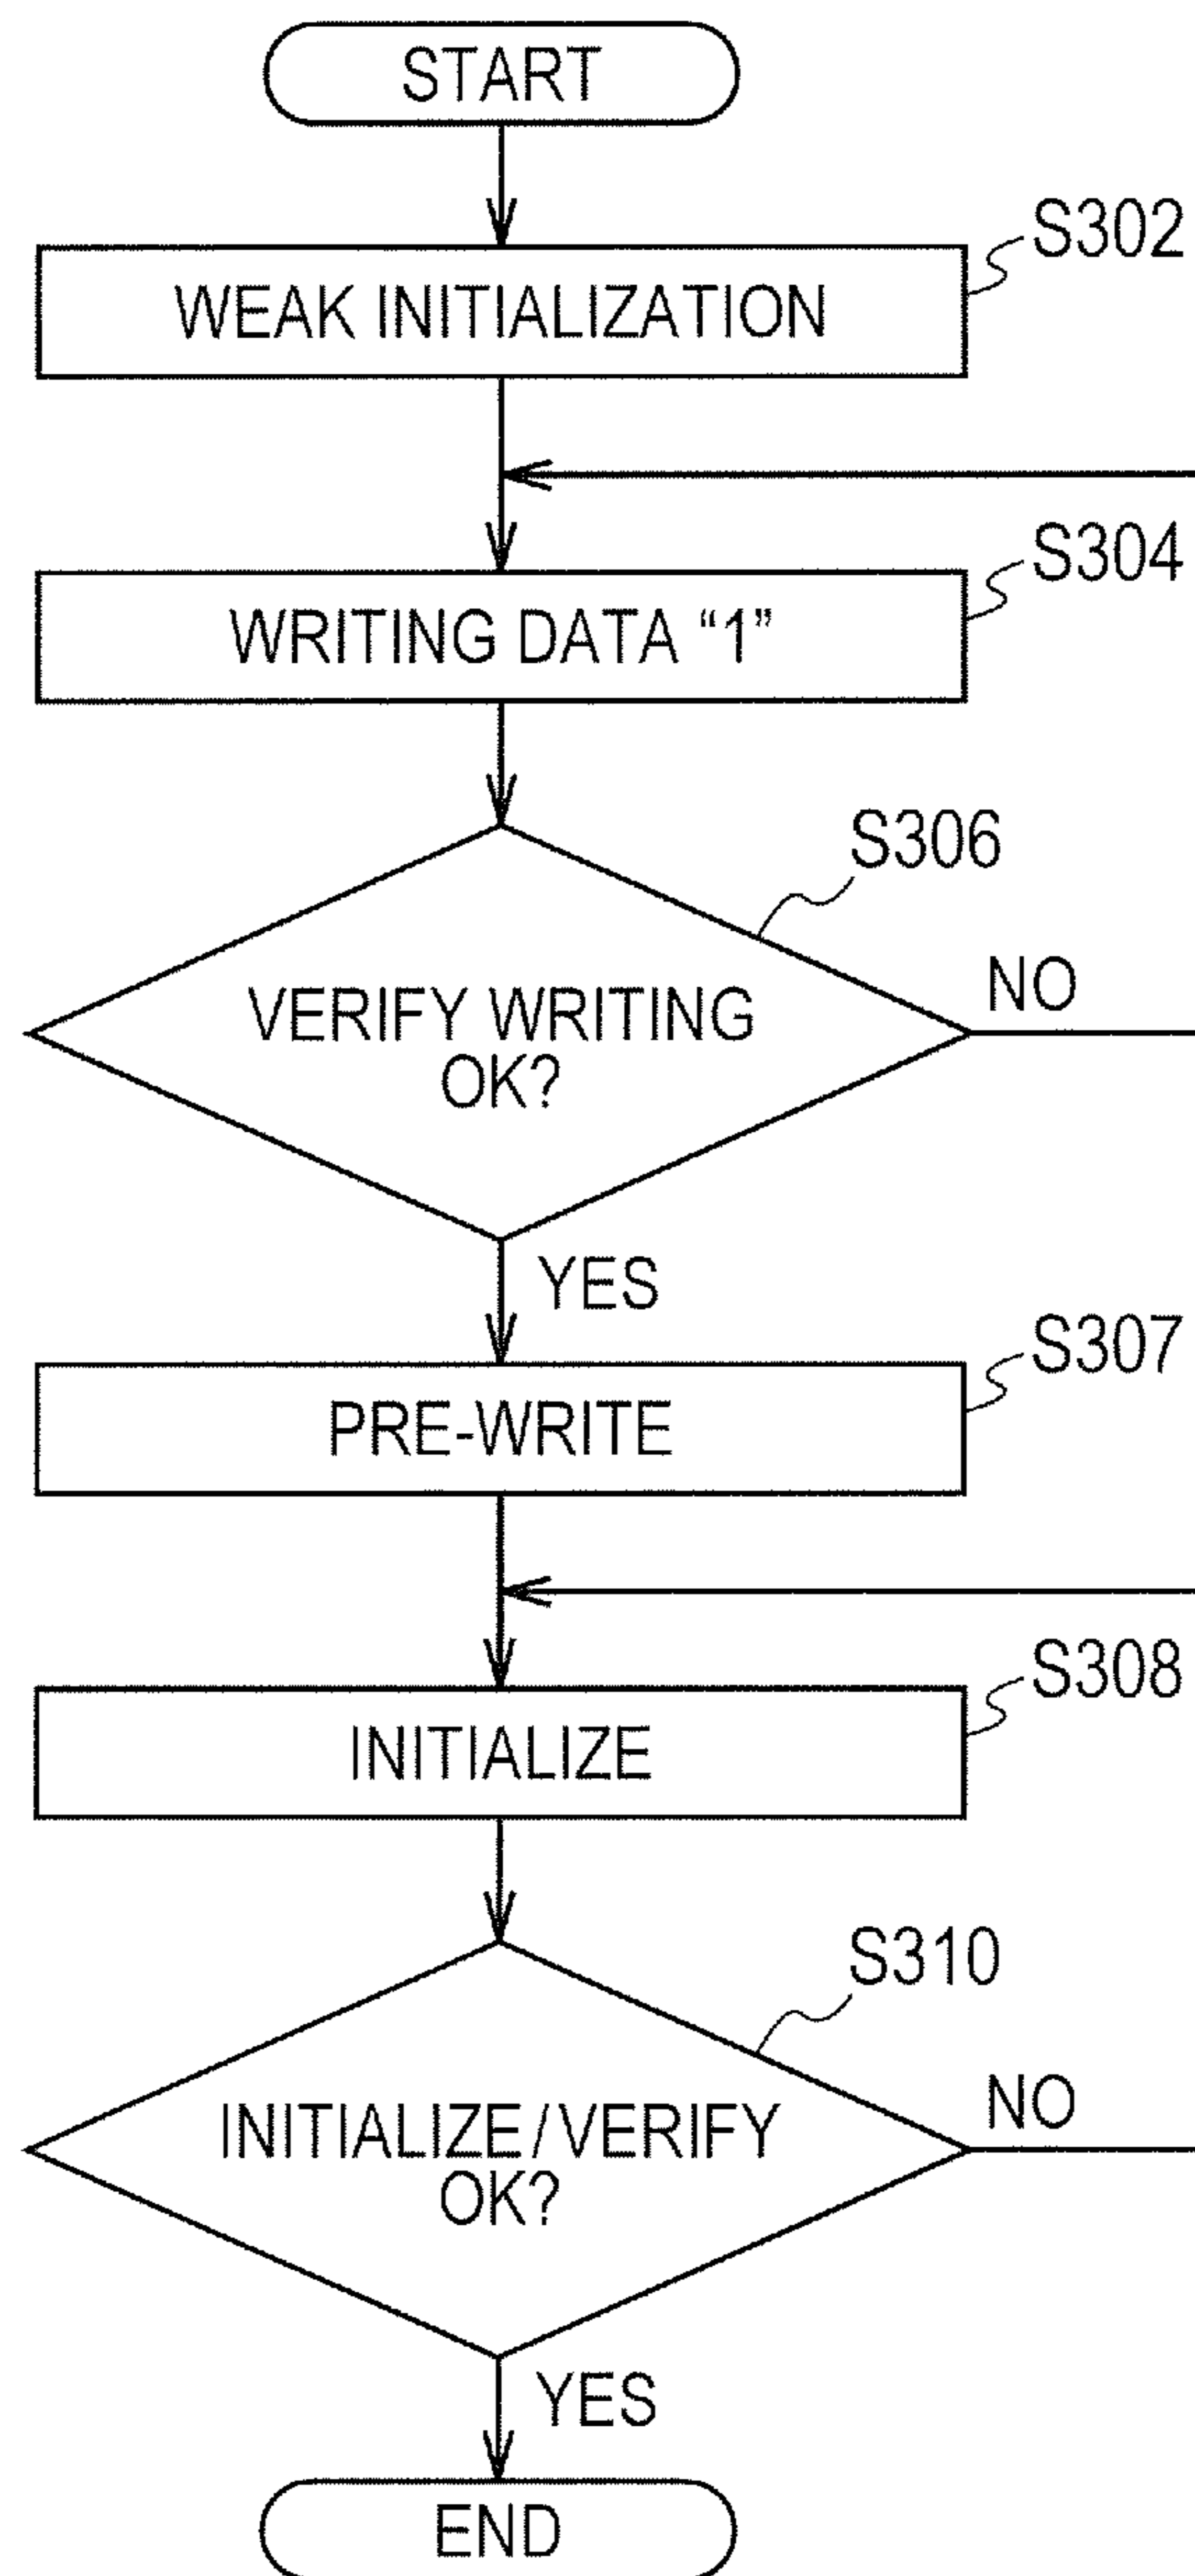 START
S302
WEAK INITIALIZATION
S304
WRITING DATA “1”
S306
NO
VERIFY WRITING
OK?
YES
S307
PRE-WRITE
S308
INITIALIZE
S310
NO
INITIALIZE/VERIFY
OK?
YES
END